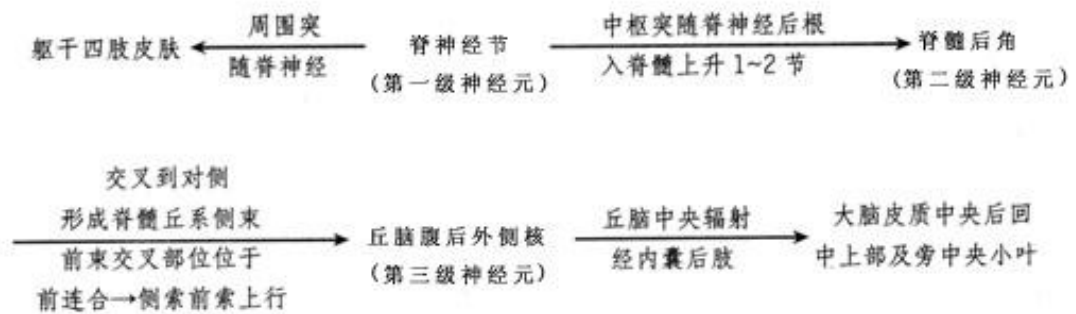 躯干四肢皮肤
周围突
随脊神经
脊神经节
(第一级神经元)
中枢突随脊神经后根
入脊髓上升1~2节
脊髓后角
(第二级神经元)
交叉到对侧
形成脊髓丘系侧束
前束交叉部位位于
前连合→侧索前索上行
丘脑腹后外侧核
(第三级神经元)
丘脑中央辐射
经内囊后肢
大脑皮质中央后回
中上部及旁中央小叶